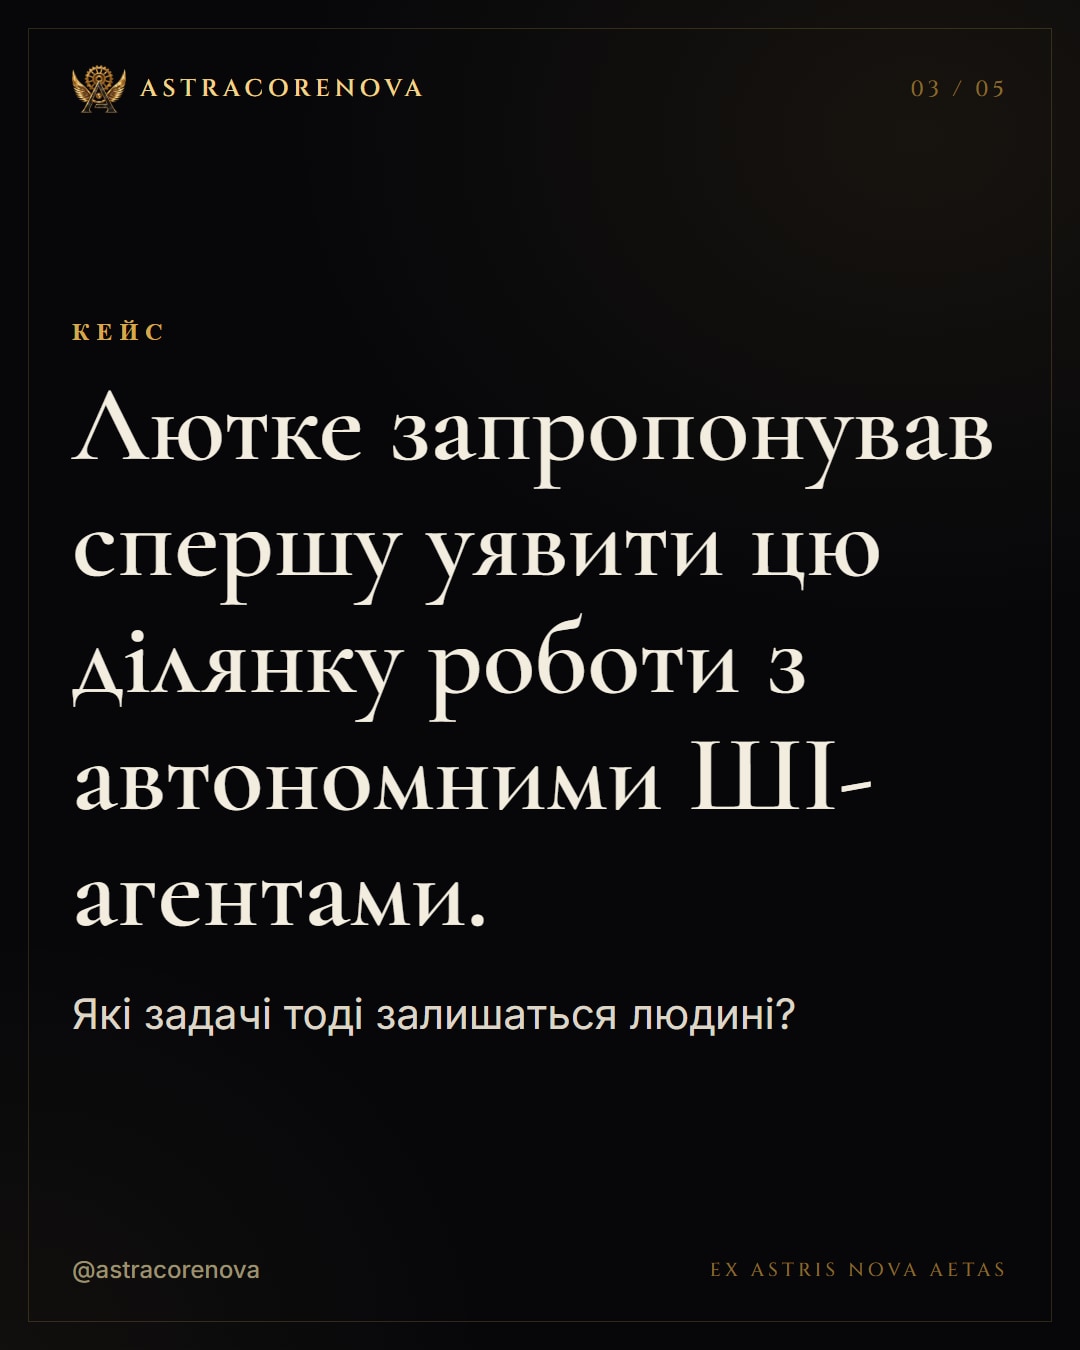 ASTRACORENOVA
03 / 05
КЕЙС
Лютке запропонував
спершу уявити цю
ділянку роботи з
автономними ШІ-
агентами.
Які задачі тоді залишаться людині?
@astracorenova
EX ASTRIS NOVA AETAS